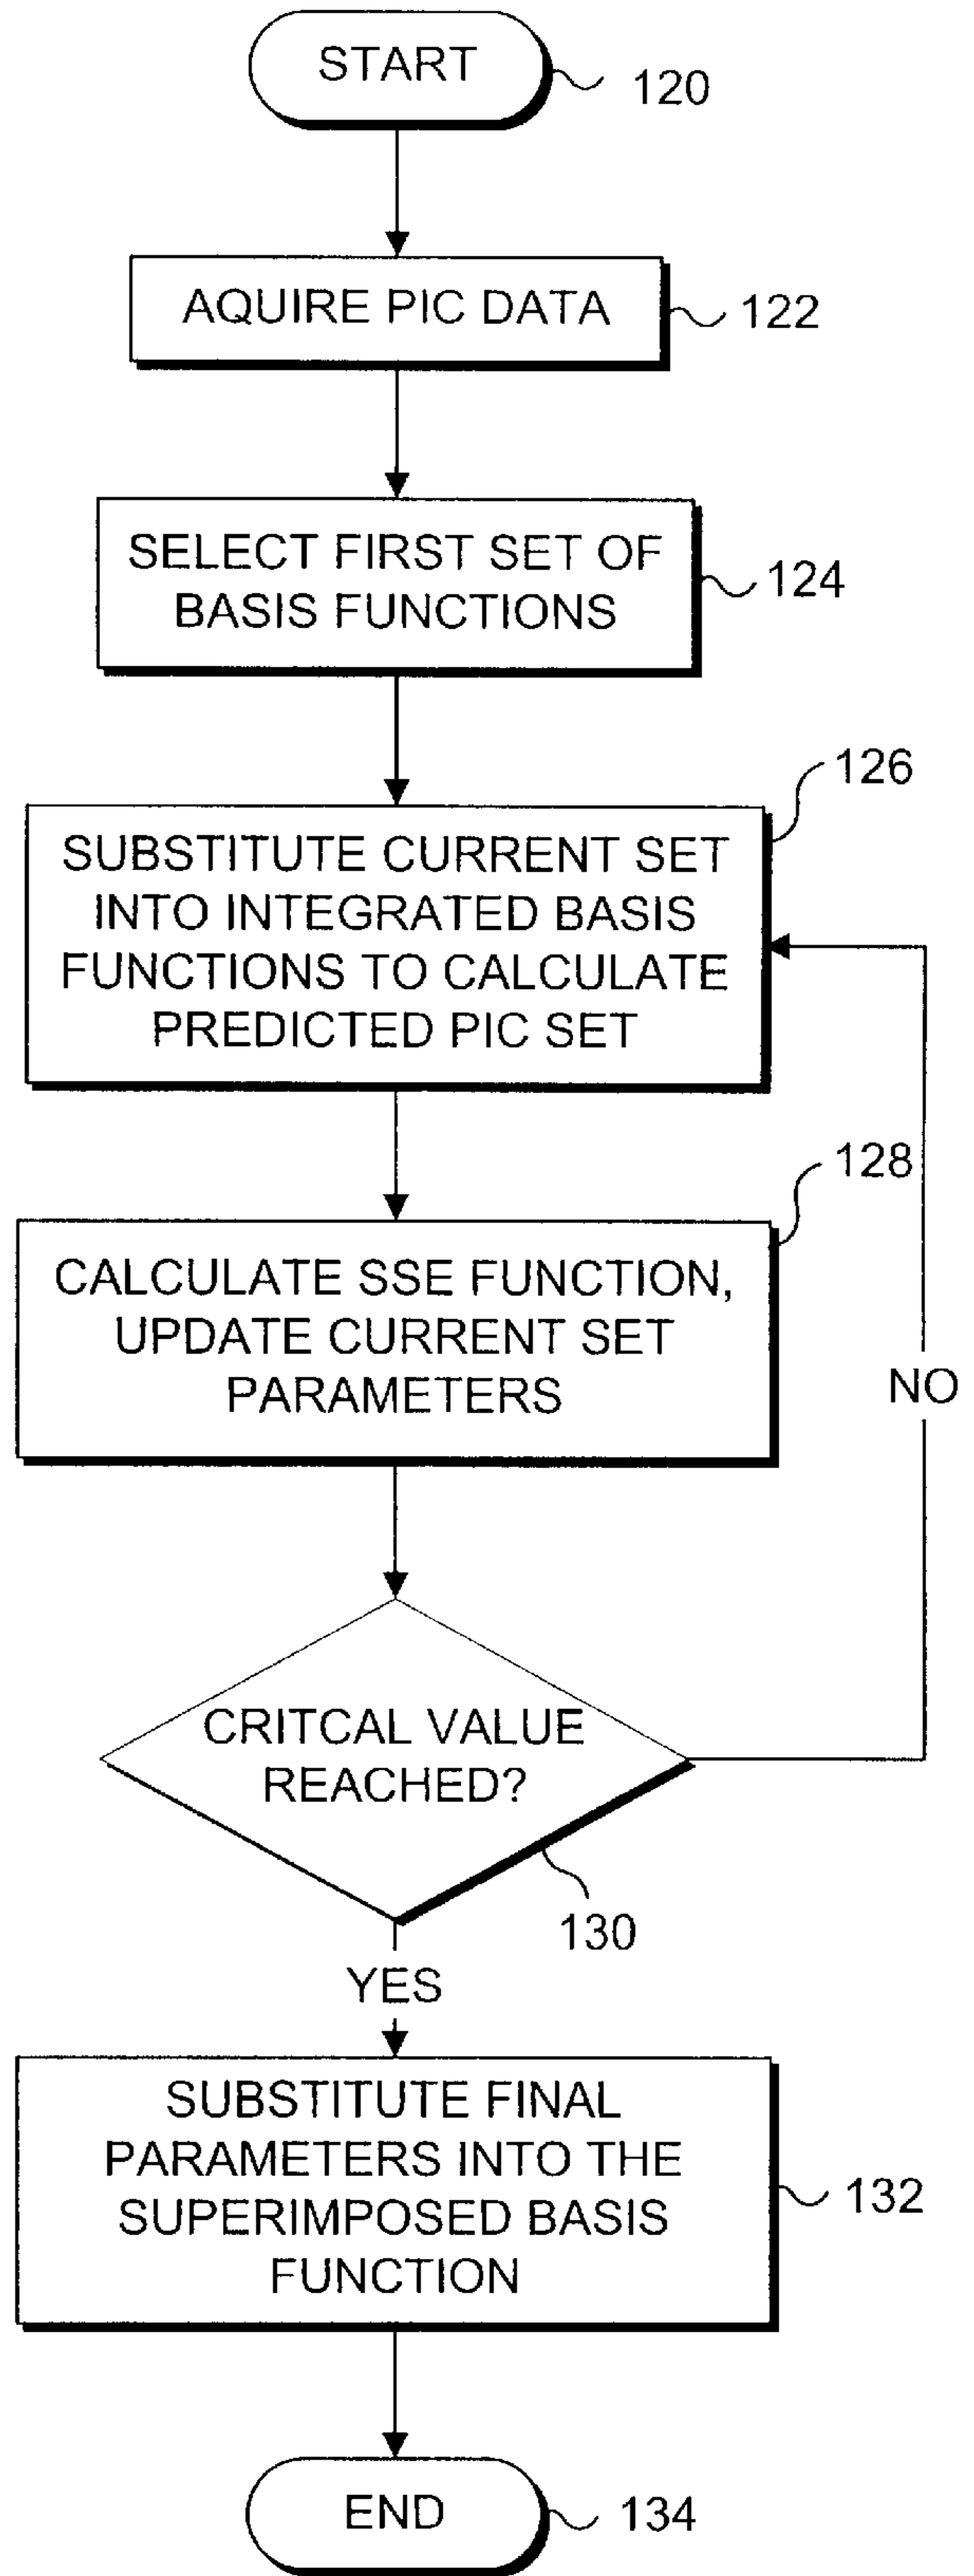 START
120
AQUIRE PIC DATA
122
SELECT FIRST SET OF
BASIS FUNCTIONS
124
126
SUBSTITUTE CURRENT SET
INTO INTEGRATED BASIS
FUNCTIONS TO CALCULATE
PREDICTED PIC SET
128
CALCULATE SSE FUNCTION,
UPDATE CURRENT SET
PARAMETERS
NO
CRITCAL VALUE
REACHED?
130
YES
SUBSTITUTE FINAL
PARAMETERS INTO THE
SUPERIMPOSED BASIS
FUNCTION
132
END
134